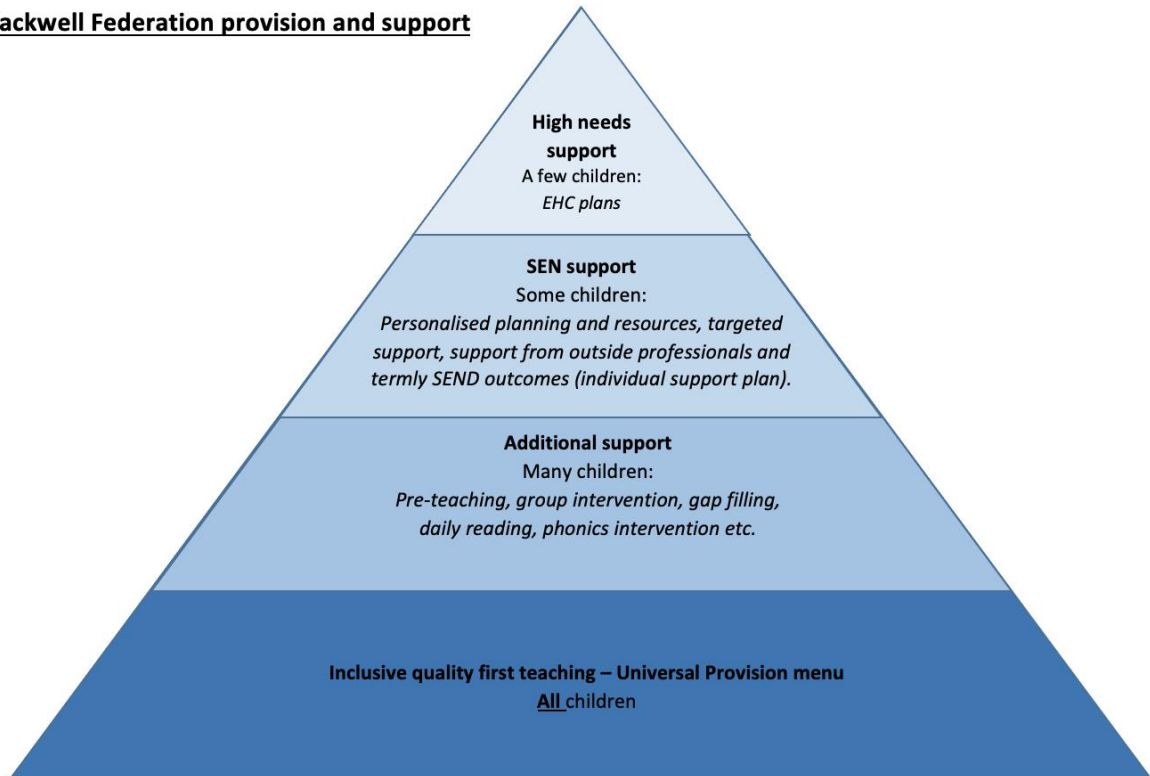 ackwell Federation provision and support
High needs
support
A few children:
EHC plans
SEN support
Some children:
Personalised planning and resources, targeted
support, support from outside professionals and
termly SEND outcomes (individual support plan).
Additional support
Many children:
Pre-teaching, group intervention, gap filling,
daily reading, phonics intervention etc.
Inclusive quality first teaching – Universal Provision menu
All children